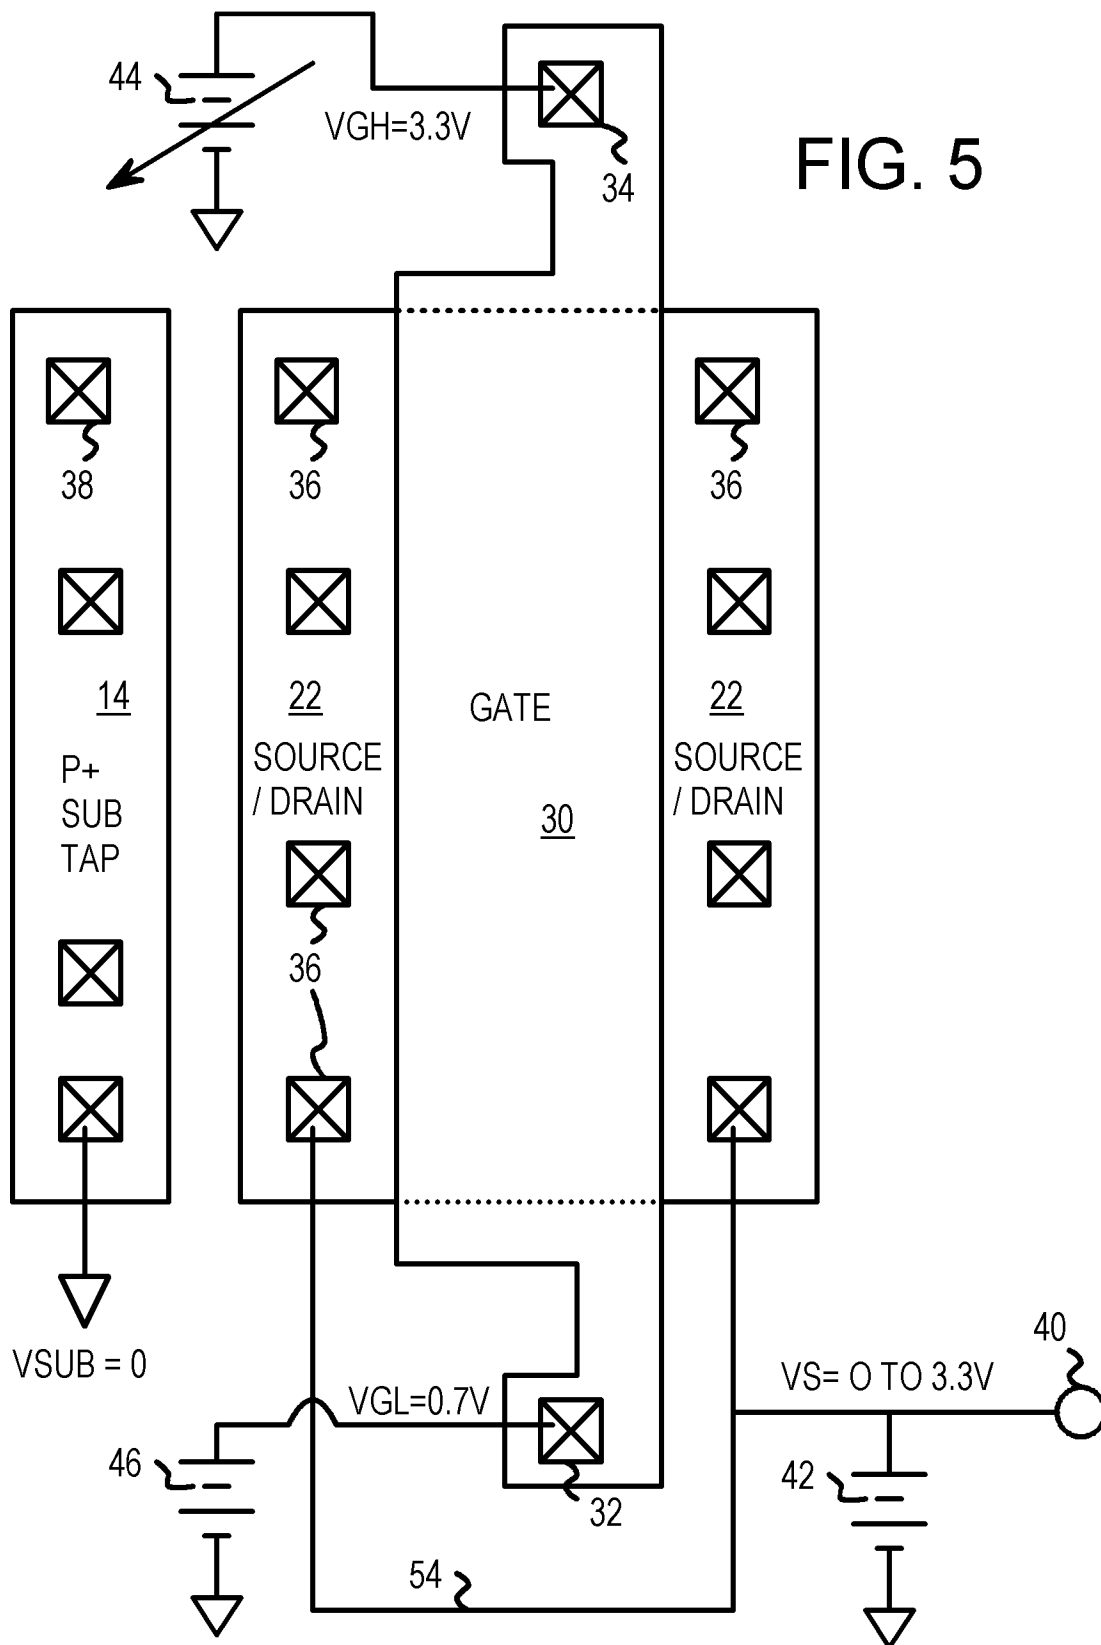 44
VGH=3.3V
34
FIG. 5
38
36
36
14
22
GATE
22
P+
SUB
TAP
SOURCE
/ DRAIN
30
SOURCE
/ DRAIN
36
VSUB = 0
VGL=0.7V
VS= O TO 3.3V
40
46
32
42
54